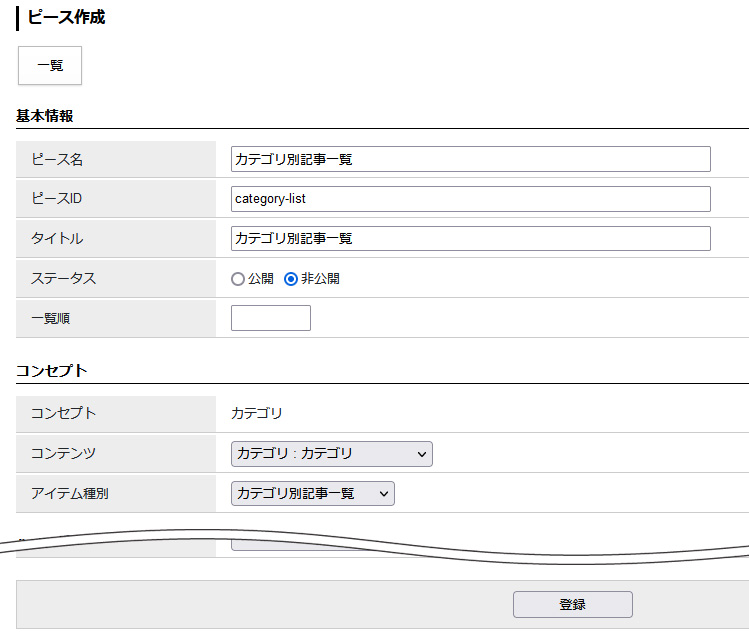 ピース作成
一覧
基本情報
ピース名 カテゴリ別記事一覧
ピースID category-list
タイトル カテゴリ別記事一覧
ステータス 公開 非公開
一覧順
コンセプト
コンセプト カテゴリ
コンテンツ カテゴリ : カテゴリ
アイテム種別 カテゴリ別記事一覧
登録